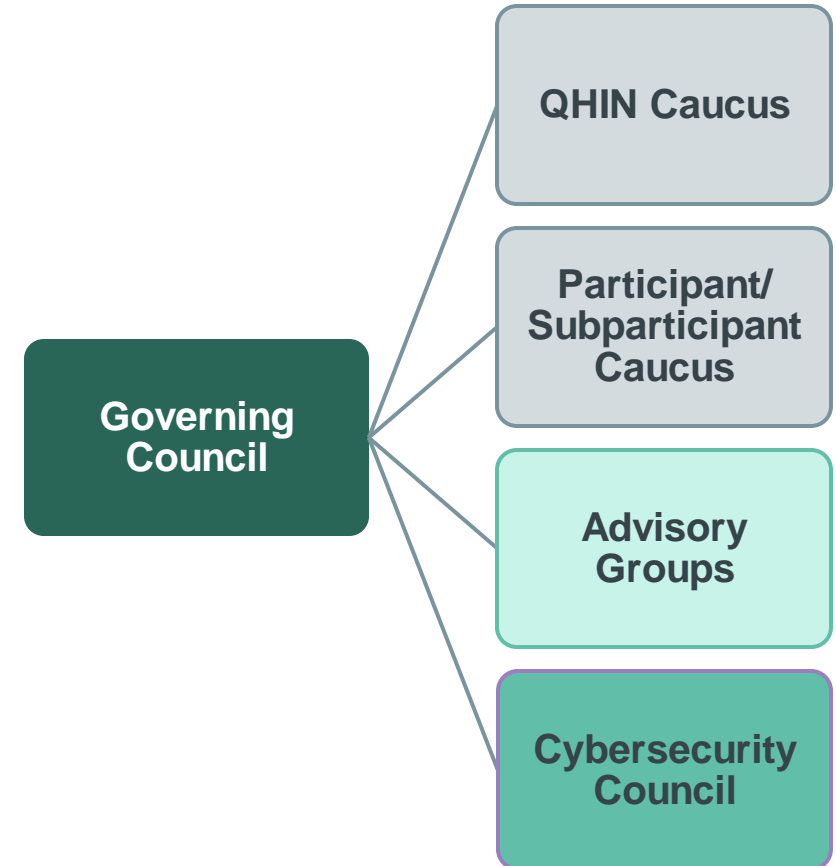 QHIN Caucus
Participant/
Subparticipant
Caucus
Governing
Council
Advisory
Groups
Cybersecurity
Council